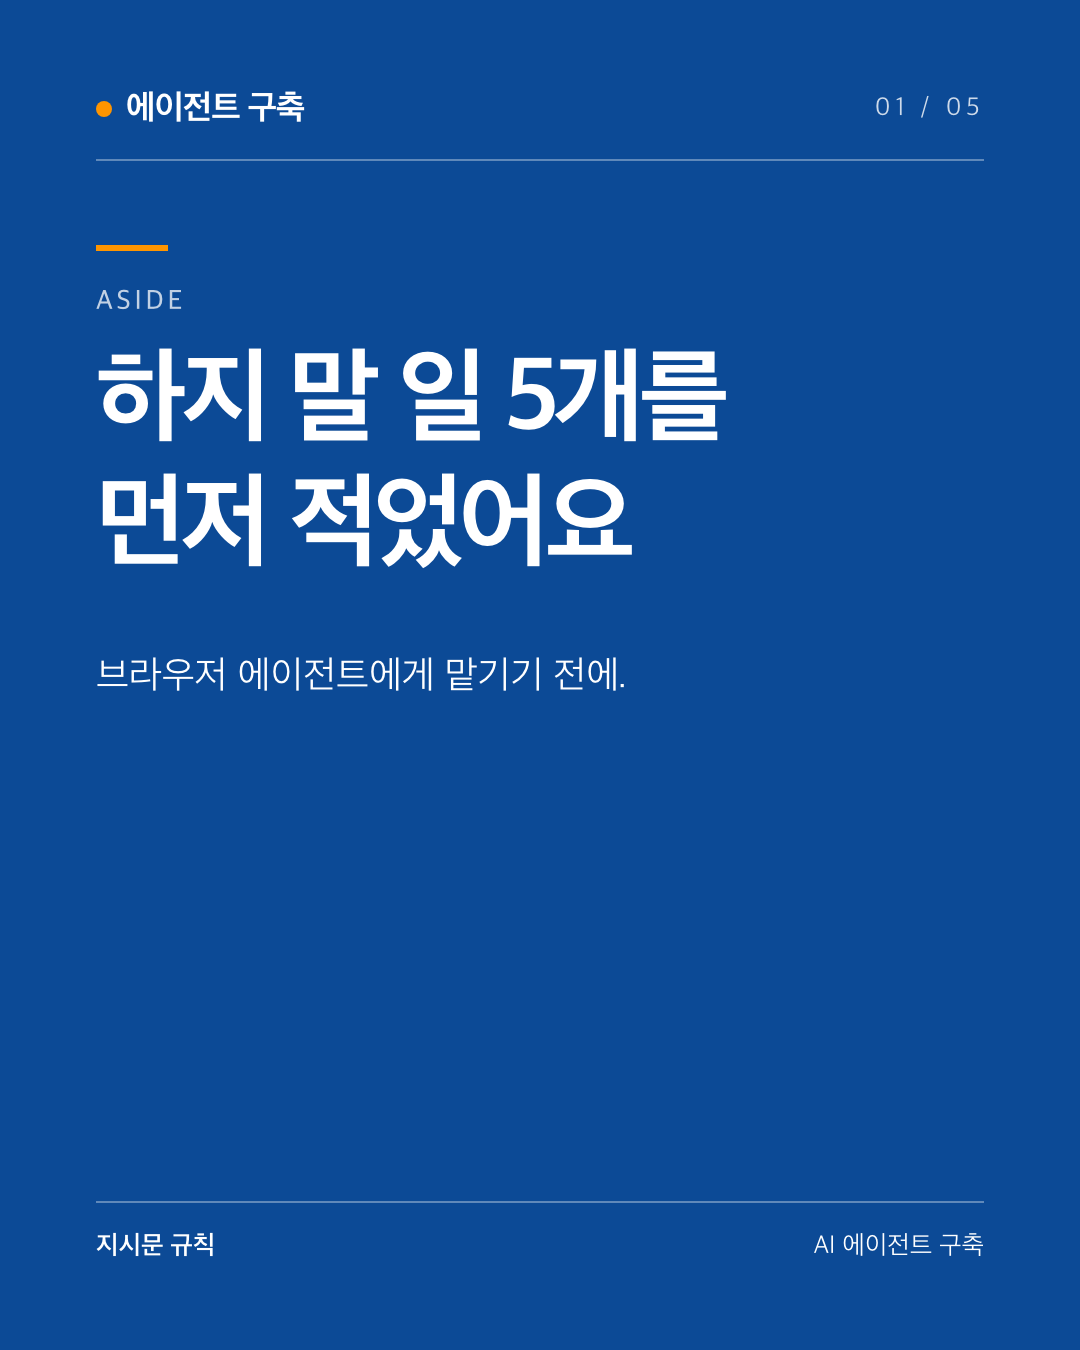 에이전트 구축
01 / 05
ASIDE
하지 말 일 5개를
먼저 적었어요
브라우저 에이전트에게 맡기기 전에.
지시문 규칙
AI 에이전트 구축